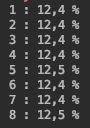 1 : 12,4 %
2 : 12,4 %
3 : 12,4 %
4 : 12,4 %
5 : 12,5 %
6 : 12,4 %
7 : 12,4 %
8 : 12,5 %